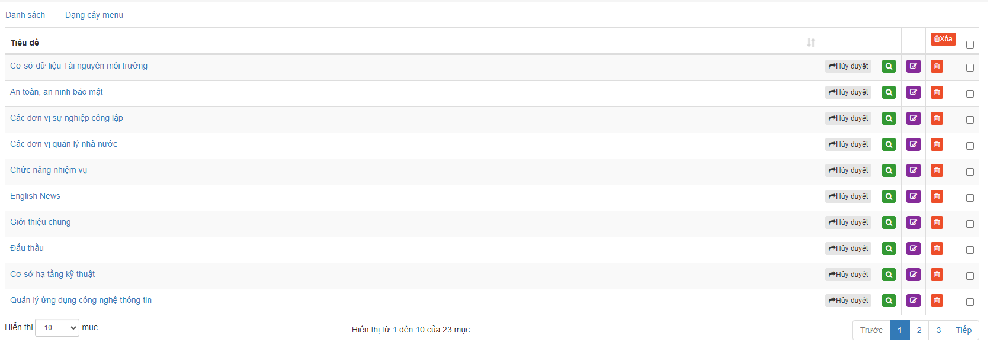 Danh sách Dạng cây menu
Tiêu đề Xóa
Cơ sở dữ liệu Tài nguyên môi trường Hủy duyệt
An toàn, an ninh bảo mật Hủy duyệt
Các đơn vị sự nghiệp công lập Hủy duyệt
Các đơn vị quản lý nhà nước Hủy duyệt
Chức năng nhiệm vụ Hủy duyệt
English News Hủy duyệt
Giới thiệu chung Hủy duyệt
Đấu thầu Hủy duyệt
Cơ sở hạ tầng kỹ thuật Hủy duyệt
Quản lý ứng dụng công nghệ thông tin Hủy duyệt
Hiển thị 10 mục Hiển thị từ 1 đến 10 của 23 mục Trước 1 2 3 Tiếp